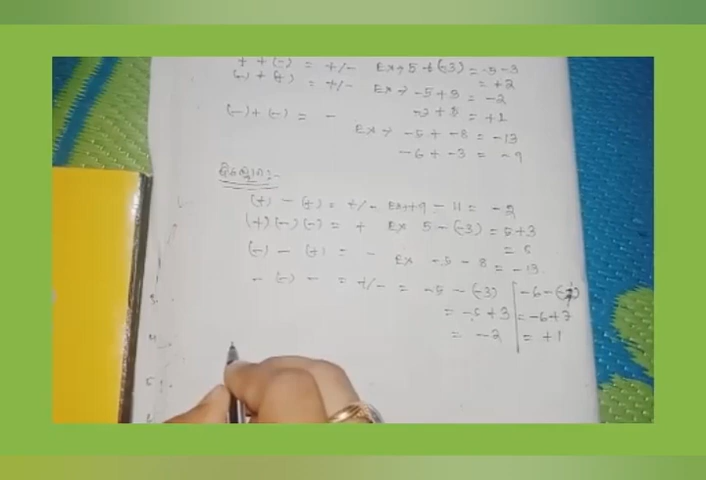 + + (-) = +/- Ex→ 5 + (-3) = 5 - 3
= +2
(-) + (+) = +/- Ex → -5 + 3 = -2
(-) + (-) = - -2 + 3 = +1
Ex → -5 + -8 = -13
-6 + -3 = -9
(+) - (+) = +/- Ex → +9 - 11 = -2
(+) (-) (-) = + Ex 5 - (-3) = 5 + 3
(-) - (+) = - = 8
Ex -5 - 8 = -13
- (-) - = +/- = -5 - (-3) -6 - (-7)
= -5 + 3 = -6 + 7
= -2 = +1